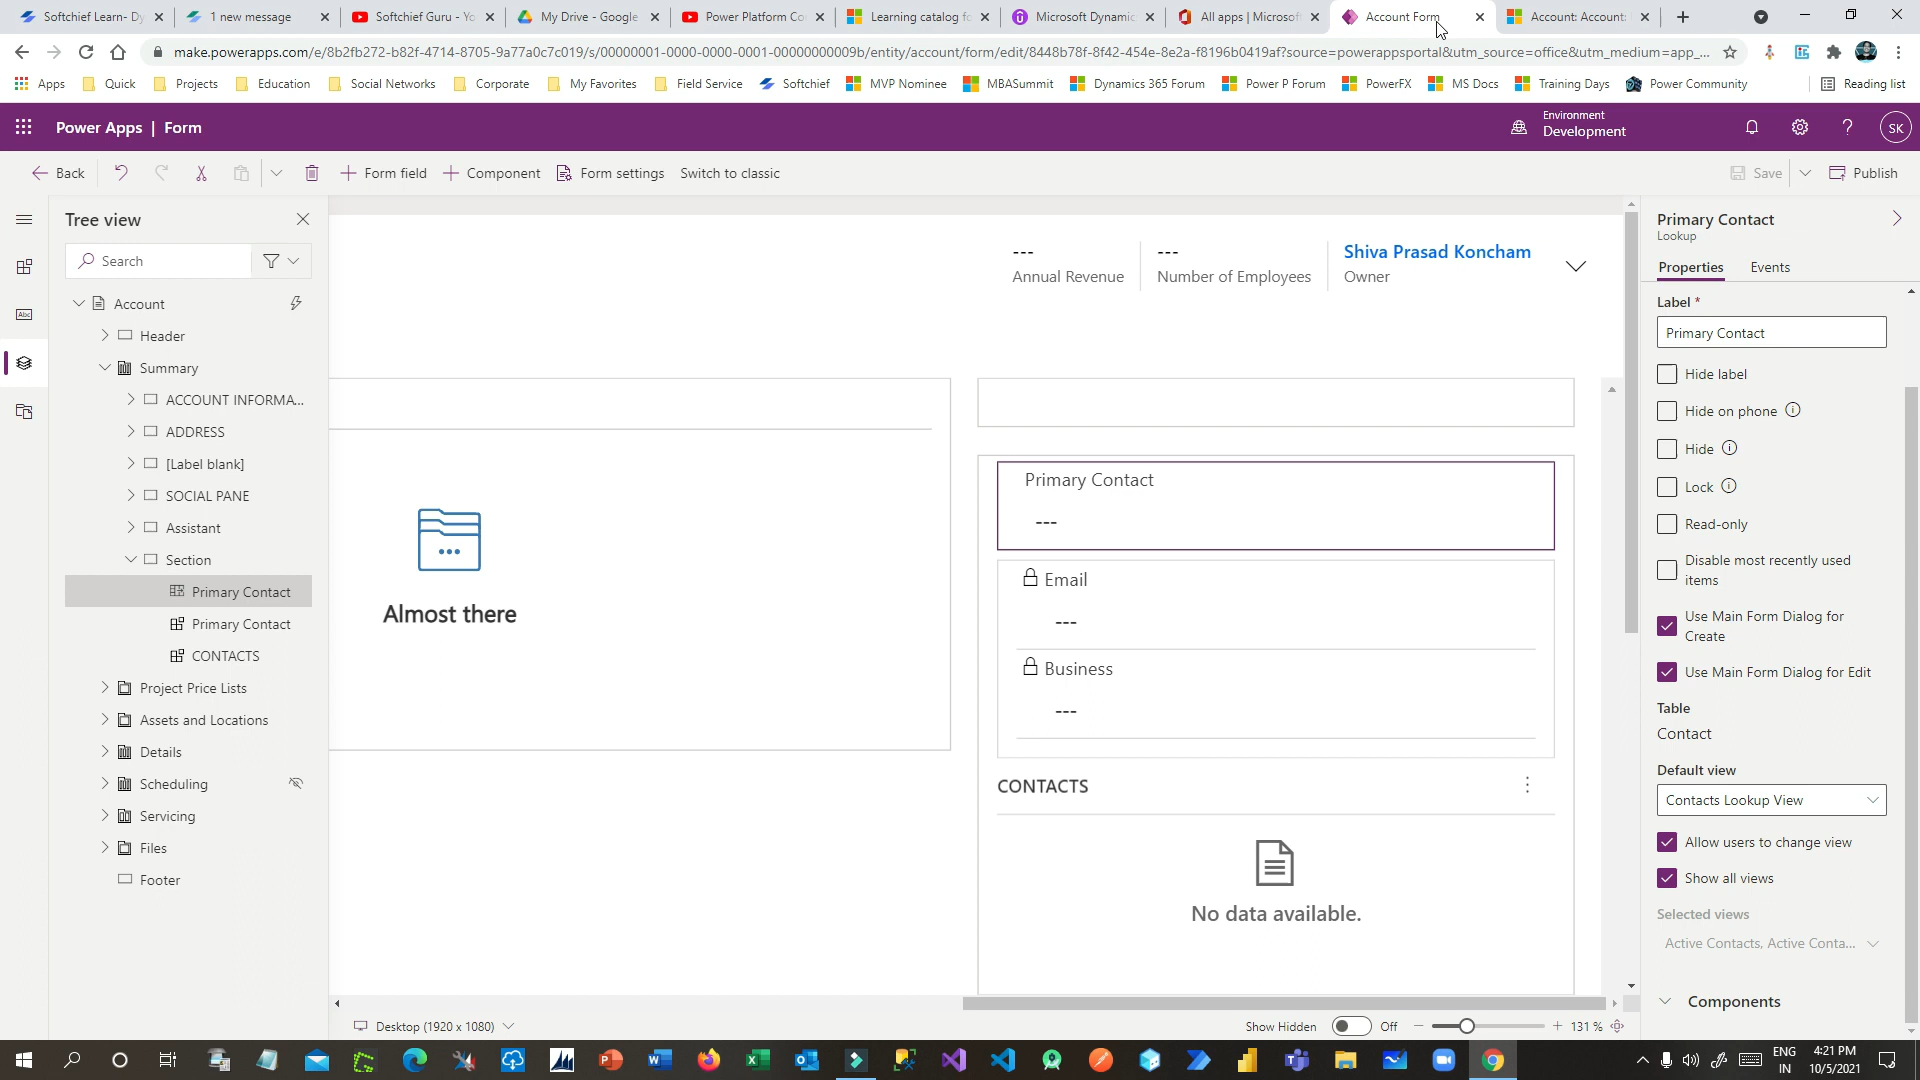 Softchief Learn- Dy
1 new message
Softchief Guru - Yo
My Drive - Google
Power Platform Co
Learning catalog fo
Microsoft Dynamic
All apps | Microsof
Account Form
Account: Account:
make.powerapps.com/e/8b2fb272-b82f-4714-8705-9a77a0c7c019/s/00000001-0000-0000-0001-00000000009b/entity/account/form/edit/8448b78f-8f42-454e-8e2a-f8196b0419af?source=powerappsportal&utm_source=office&utm_medium=app_...
Apps Quick Projects Education Social Networks Corporate My Favorites Field Service Softchief MVP Nominee MBASummit Dynamics 365 Forum Power P Forum PowerFX MS Docs Training Days Power Community Reading list
Power Apps | Form
Environment
Development
SK
Back
Form field
Component
Form settings
Switch to classic
Save
Publish
Tree view
Search
Account
Header
Summary
ACCOUNT INFORMA...
ADDRESS
[Label blank]
SOCIAL PANE
Assistant
Section
Primary Contact
Primary Contact
CONTACTS
Project Price Lists
Assets and Locations
Details
Scheduling
Servicing
Files
Footer
Abc
---
Annual Revenue
---
Number of Employees
Shiva Prasad Koncham
Owner
Almost there
Primary Contact
---
Email
---
Business
---
CONTACTS
No data available.
Desktop (1920 x 1080)
Show Hidden
Off
131 %
Primary Contact
Lookup
Properties
Events
Label *
Primary Contact
Hide label
Hide on phone
Hide
Lock
Read-only
Disable most recently used
items
Use Main Form Dialog for
Create
Use Main Form Dialog for Edit
Table
Contact
Default view
Contacts Lookup View
Allow users to change view
Show all views
Selected views
Active Contacts, Active Conta...
Components
ENG
IN
4:21 PM
10/5/2021